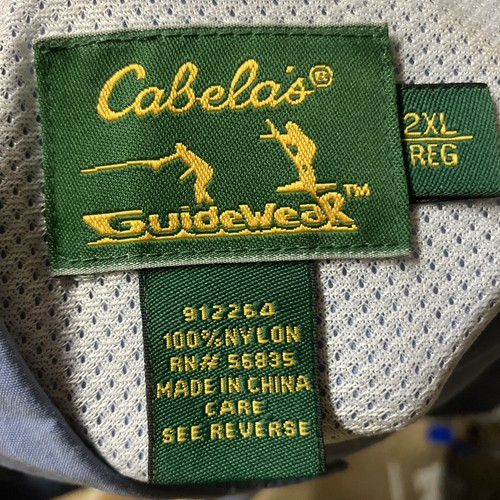 Cabela's®
GuideWear™
2XL
REG
912264
100% NYLON
RN# 56835
MADE IN CHINA
CARE
SEE REVERSE